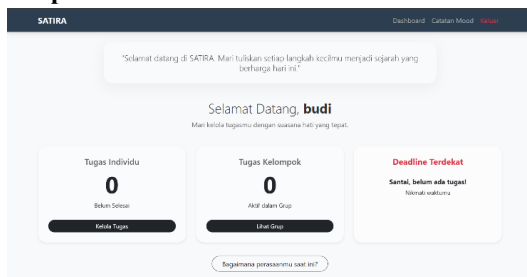 SATIRA
Dashboard Catatan Mood Keluar
"Selamat datang di SATIRA. Mari tuliskan setiap langkah kecilmu menjadi sejarah yang
berharga hari ini."
Selamat Datang, budi
Mari kelola tugasmu dengan suasana hati yang tepat.
Tugas Individu
0
Belum Selesai
Kelola Tugas
Tugas Kelompok
0
Aktif dalam Grup
Lihat Grup
Deadline Terdekat
Santai, belum ada tugas!
Nikmati waktumu
Bagaimana perasaanmu saat ini?